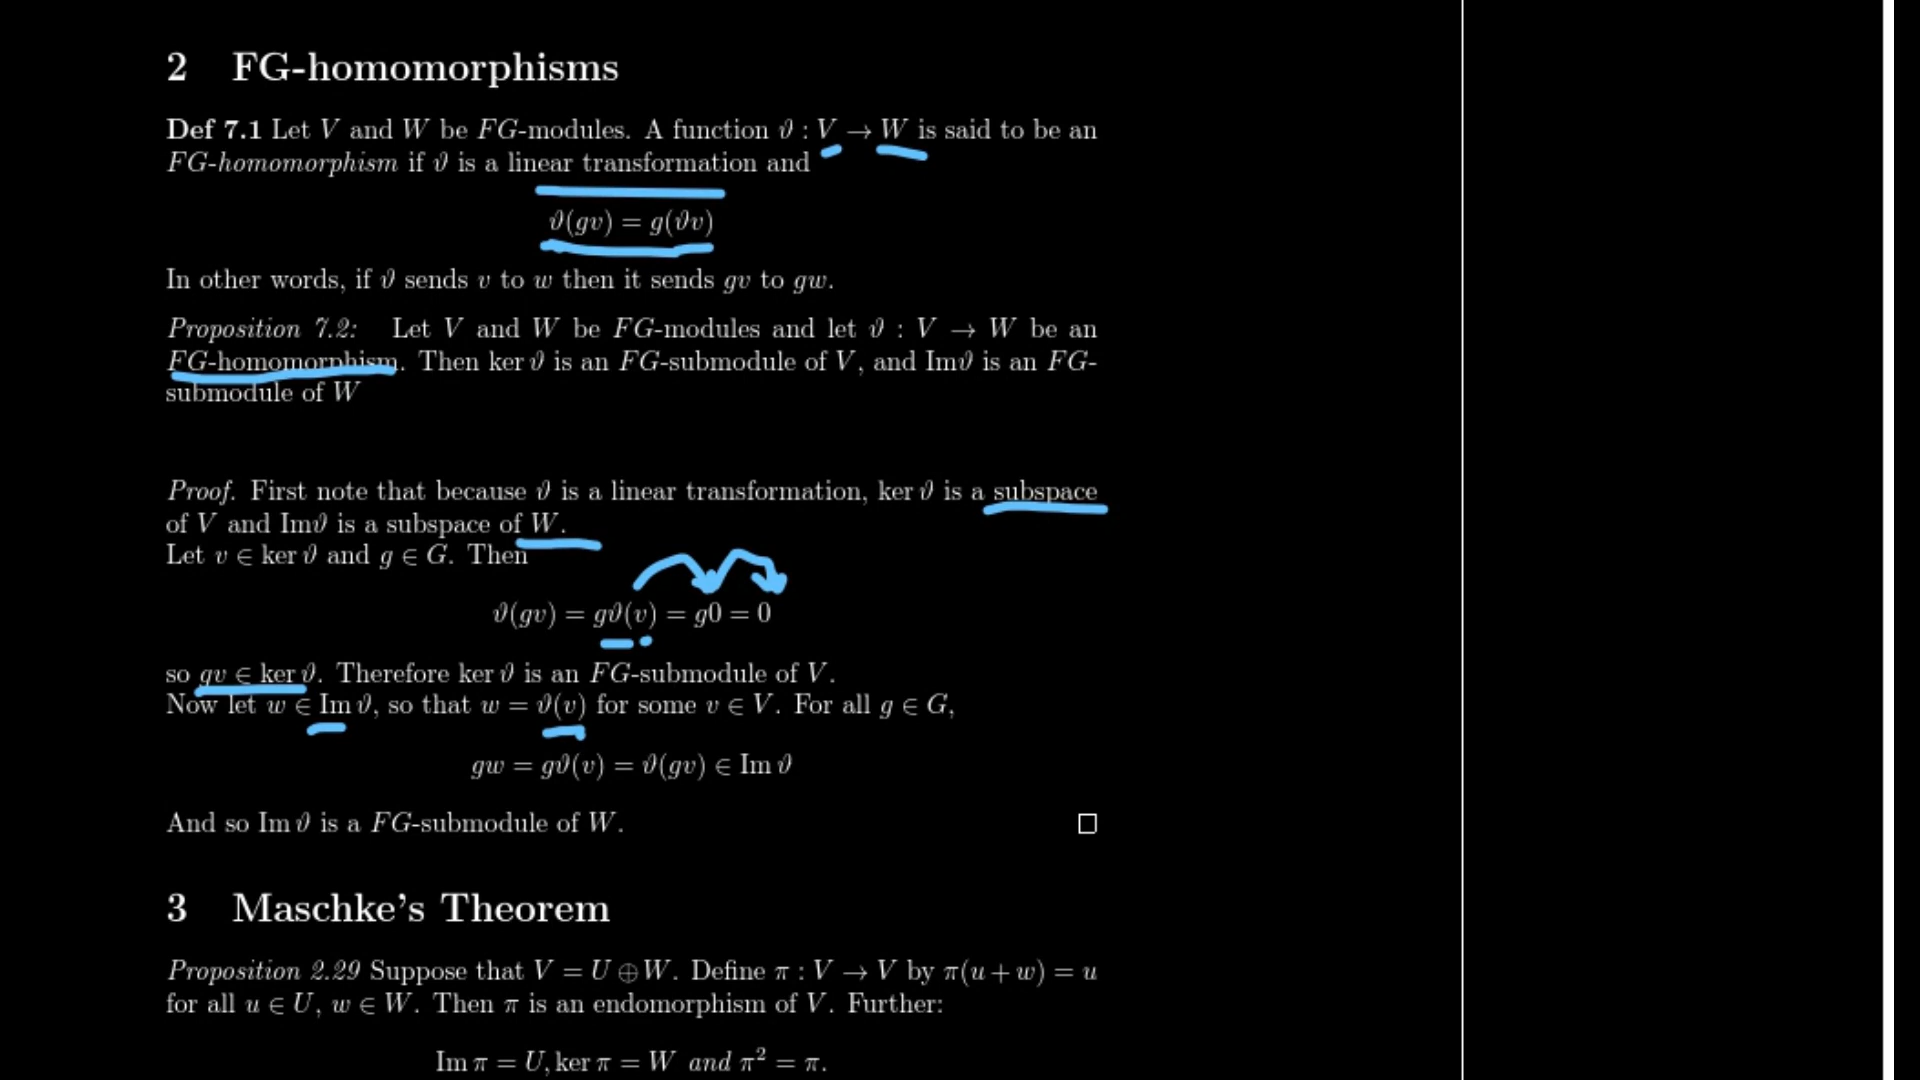 2 FG-homomorphisms
Def 7.1 Let V and W be FG-modules. A function ϑ : V → W is said to be an
FG-homomorphism if ϑ is a linear transformation and
ϑ(gv) = g(ϑv)
In other words, if ϑ sends v to w then it sends gv to gw.
Proposition 7.2: Let V and W be FG-modules and let ϑ : V → W be an
FG-homomorphism. Then ker ϑ is an FG-submodule of V, and Imϑ is an FG-
submodule of W
Proof. First note that because ϑ is a linear transformation, ker ϑ is a subspace
of V and Imϑ is a subspace of W.
Let v ∈ ker ϑ and g ∈ G. Then
ϑ(gv) = gϑ(v) = g0 = 0
so gv ∈ ker ϑ. Therefore ker ϑ is an FG-submodule of V.
Now let w ∈ Im ϑ, so that w = ϑ(v) for some v ∈ V. For all g ∈ G,
gw = gϑ(v) = ϑ(gv) ∈ Im ϑ
And so Im ϑ is a FG-submodule of W. □
3 Maschke's Theorem
Proposition 2.29 Suppose that V = U ⊕ W. Define π : V → V by π(u + w) = u
for all u ∈ U, w ∈ W. Then π is an endomorphism of V. Further:
Im π = U, ker π = W and π² = π.